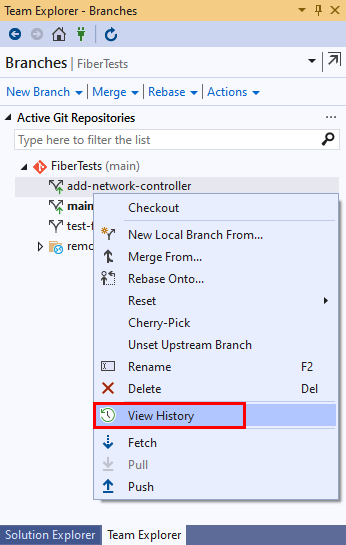 Team Explorer - Branches
Branches | FiberTests
New Branch | Merge | Rebase | Actions
Active Git Repositories
Type here to filter the list
FiberTests (main)
add-network-controller
main
test-f
remo
Checkout
New Local Branch From...
Merge From...
Rebase Onto...
Reset
Cherry-Pick
Unset Upstream Branch
Rename F2
Delete Del
View History
Fetch
Pull
Push
Solution Explorer Team Explorer